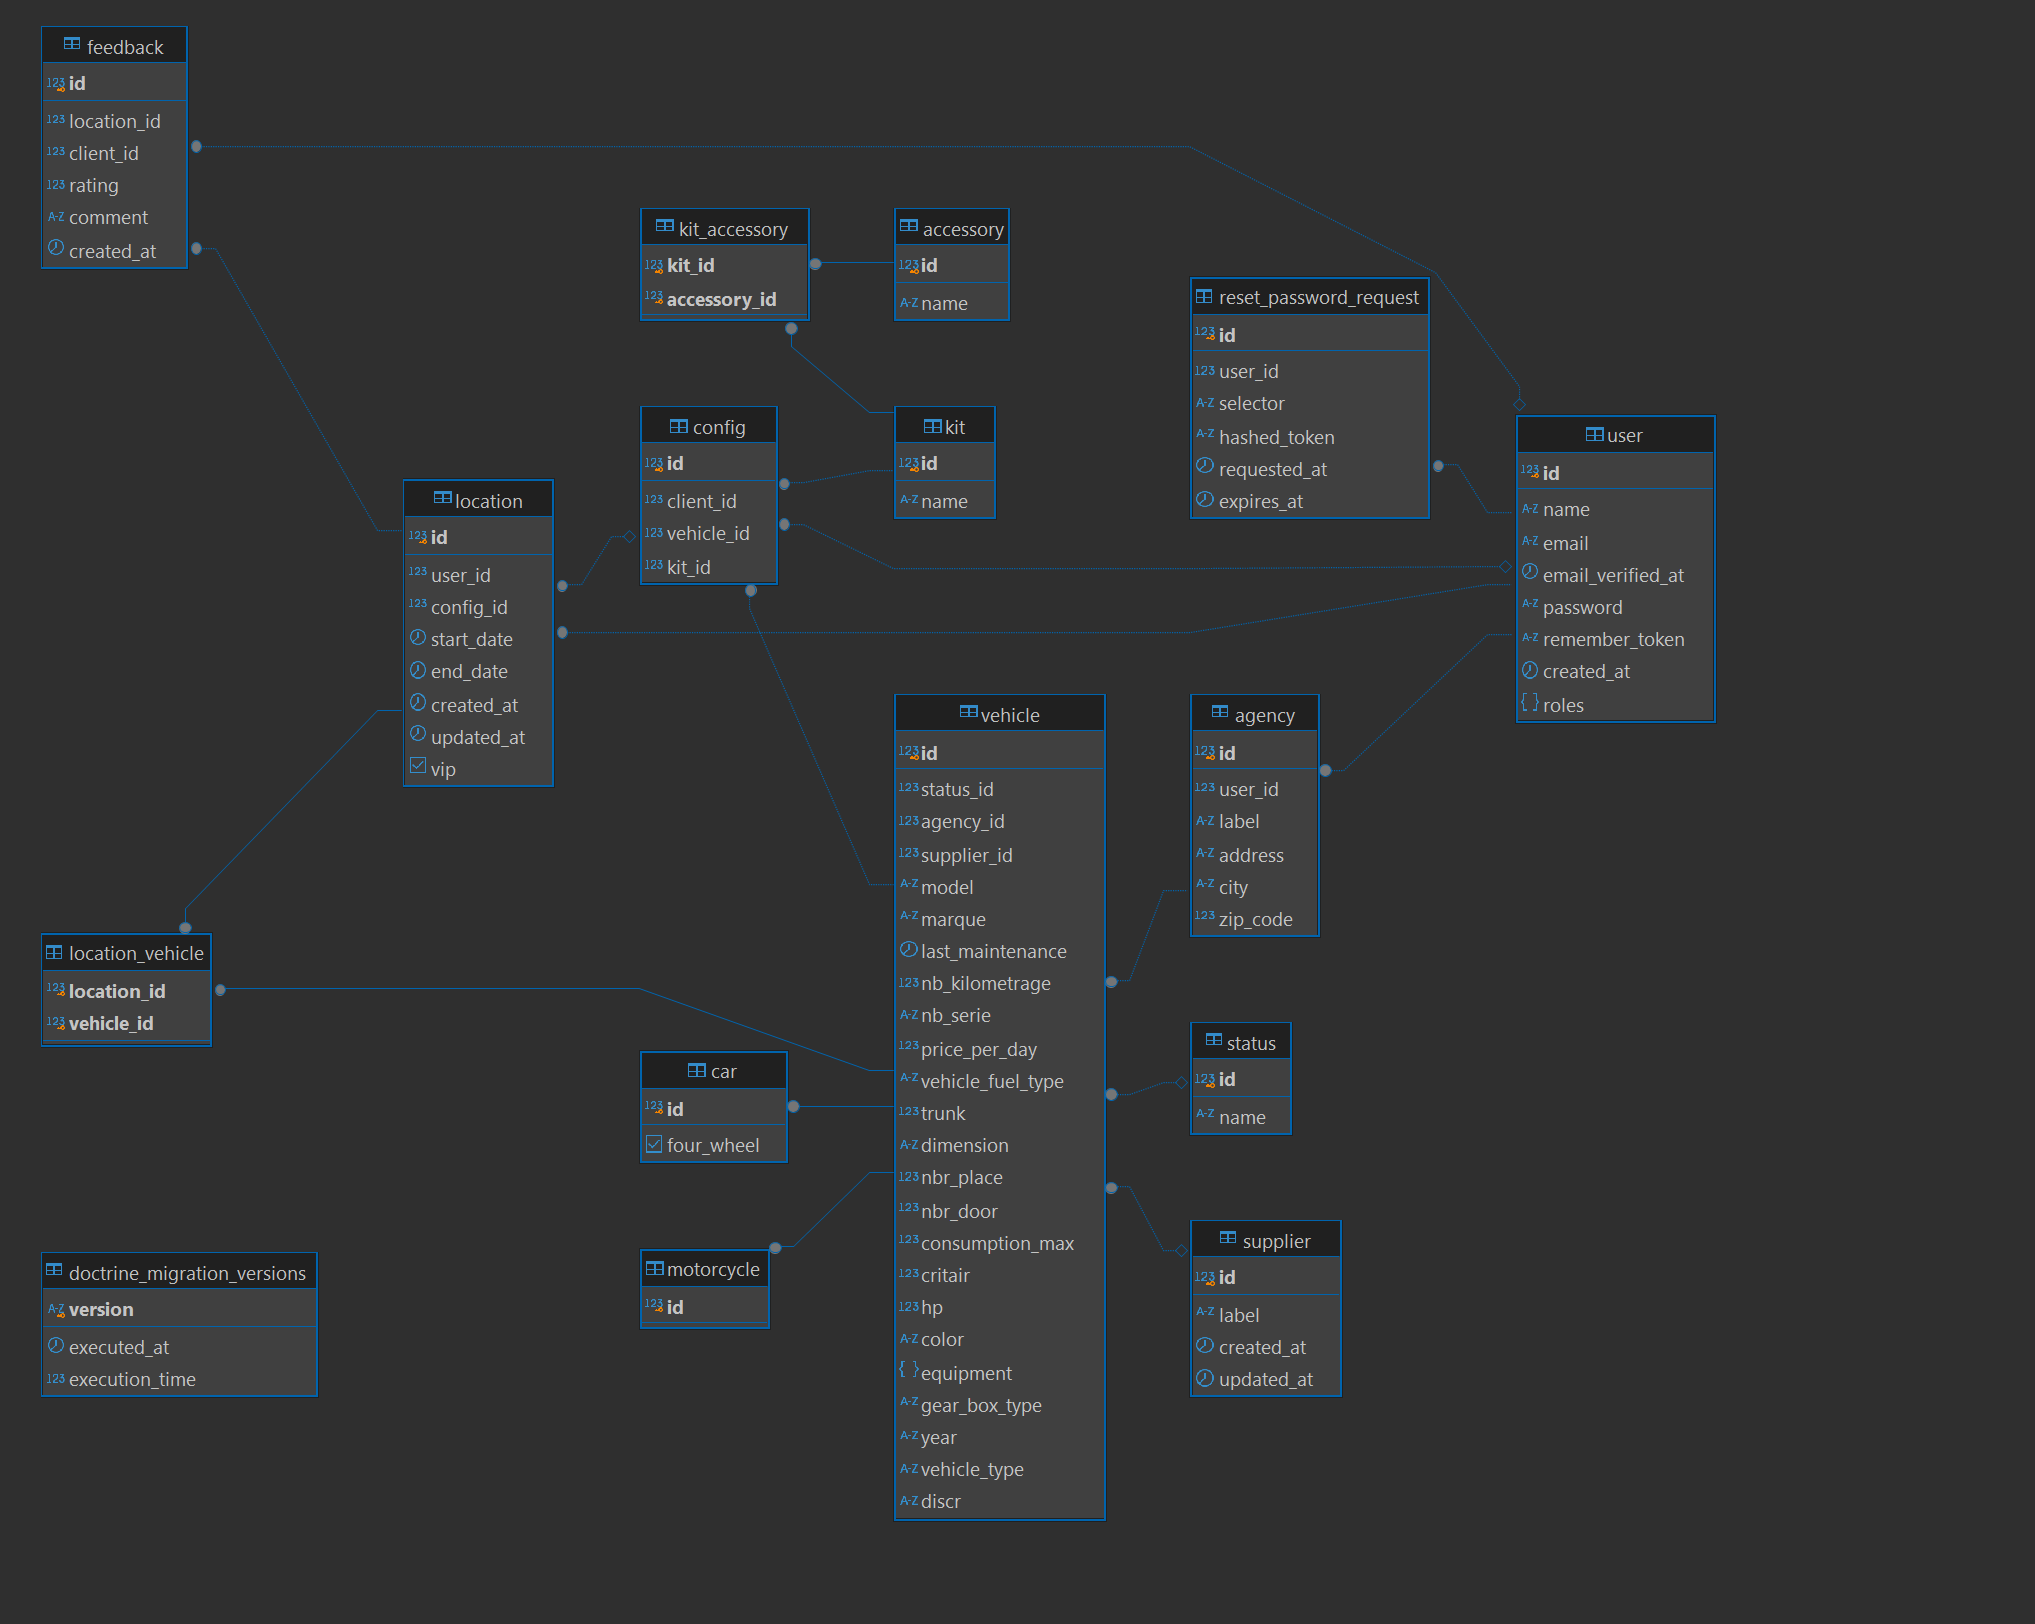 feedback
id
location_id
client_id
rating
comment
created_at
kit_accessory
kit_id
accessory_id
accessory
id
name
reset_password_request
id
user_id
selector
hashed_token
requested_at
expires_at
config
id
client_id
vehicle_id
kit_id
kit
id
name
user
id
name
email
email_verified_at
password
remember_token
created_at
roles
location
id
user_id
config_id
start_date
end_date
created_at
updated_at
vip
vehicle
id
status_id
agency_id
supplier_id
model
marque
last_maintenance
nb_kilometrage
nb_serie
price_per_day
vehicle_fuel_type
trunk
dimension
nbr_place
nbr_door
consumption_max
critair
hp
color
equipment
gear_box_type
year
vehicle_type
discr
agency
id
user_id
label
address
city
zip_code
location_vehicle
location_id
vehicle_id
status
id
name
car
id
four_wheel
supplier
id
label
created_at
updated_at
motorcycle
id
doctrine_migration_versions
version
executed_at
execution_time